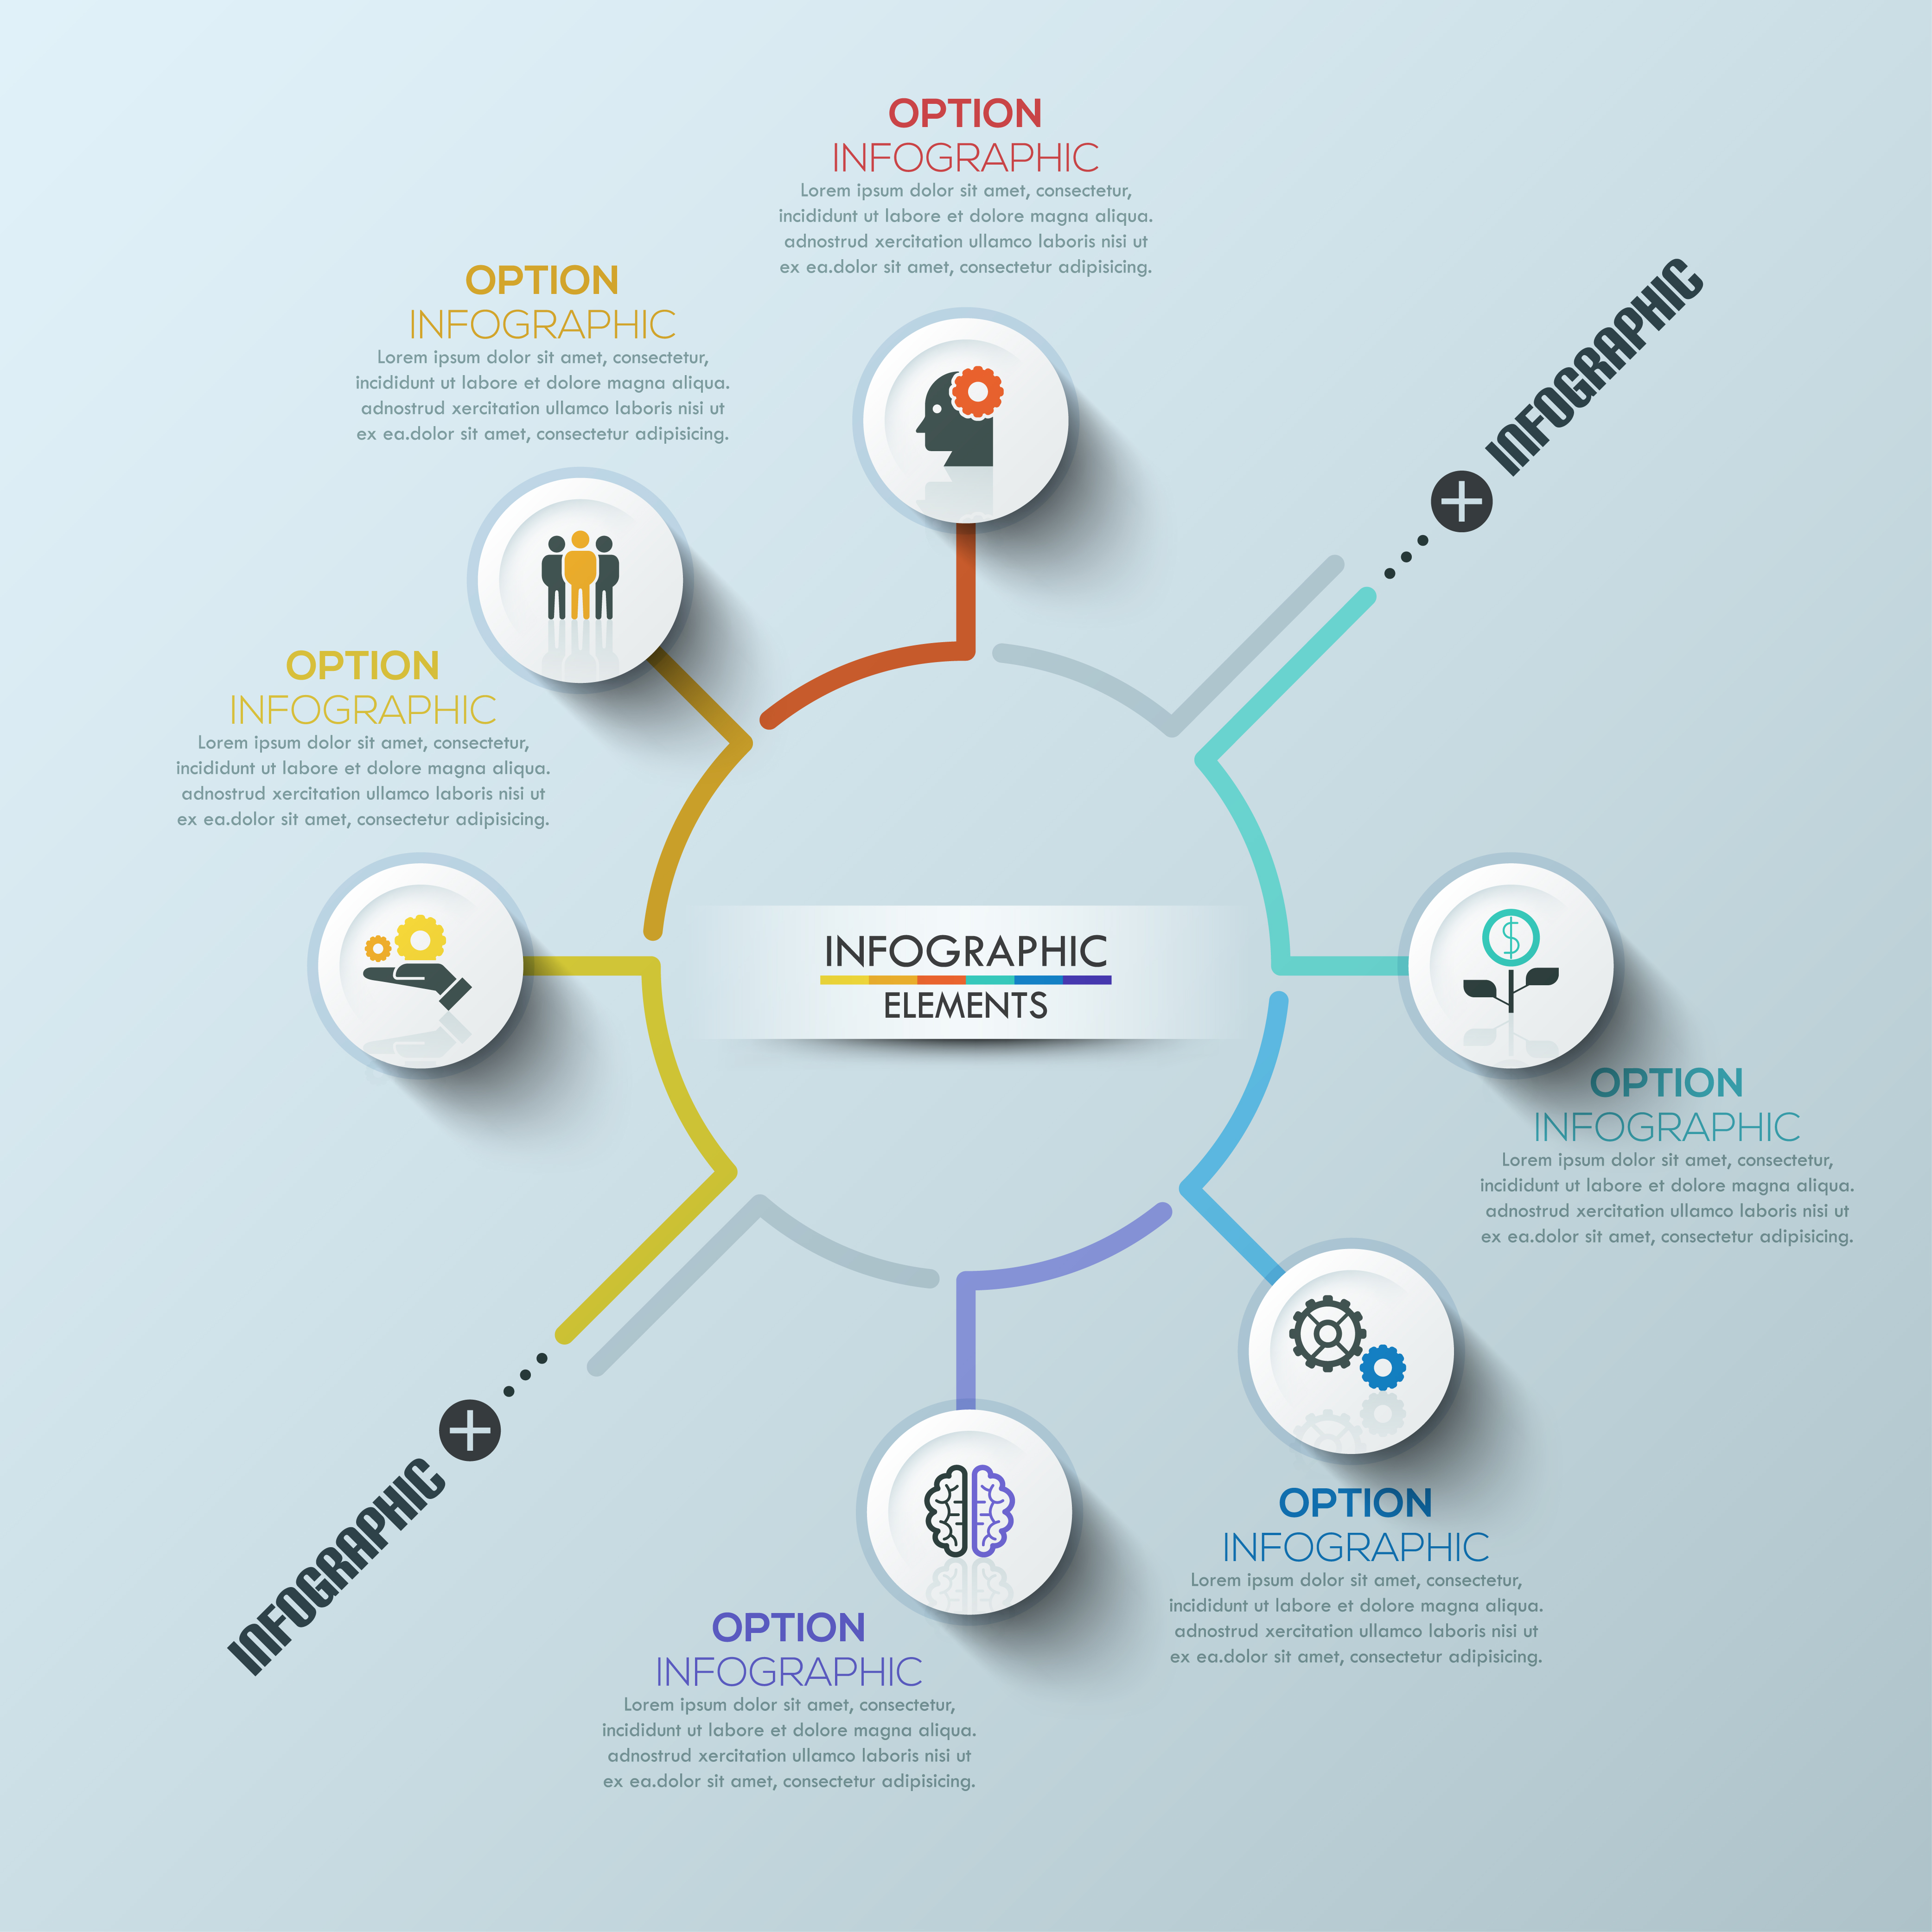 OPTION
INFOGRAPHIC
Lorem ipsum dolor sit amet, consectetur,
incididunt ut labore et dolore magna aliqua.
adnostrud xercitation ullamco laboris nisi ut
ex ea.dolor sit amet, consectetur adipisicing.
OPTION
INFOGRAPHIC
Lorem ipsum dolor sit amet, consectetur,
incididunt ut labore et dolore magna aliqua.
adnostrud xercitation ullamco laboris nisi ut
ex ea.dolor sit amet, consectetur adipisicing.
INFOGRAPHIC
OPTION
INFOGRAPHIC
Lorem ipsum dolor sit amet, consectetur,
incididunt ut labore et dolore magna aliqua.
adnostrud xercitation ullamco laboris nisi ut
ex ea.dolor sit amet, consectetur adipisicing.
$
INFOGRAPHIC
ELEMENTS
OPTION
INFOGRAPHIC
Lorem ipsum dolor sit amet, consectetur,
incididunt ut labore et dolore magna aliqua.
adnostrud xercitation ullamco laboris nisi ut
ex ea.dolor sit amet, consectetur adipisicing.
OPTION
INFOGRAPHIC
Lorem ipsum dolor sit amet, consectetur,
incididunt ut labore et dolore magna aliqua.
adnostrud xercitation ullamco laboris nisi ut
ex ea.dolor sit amet, consectetur adipisicing.
INFOGRAPHIC
OPTION
INFOGRAPHIC
Lorem ipsum dolor sit amet, consectetur,
incididunt ut labore et dolore magna aliqua.
adnostrud xercitation ullamco laboris nisi ut
ex ea.dolor sit amet, consectetur adipisicing.